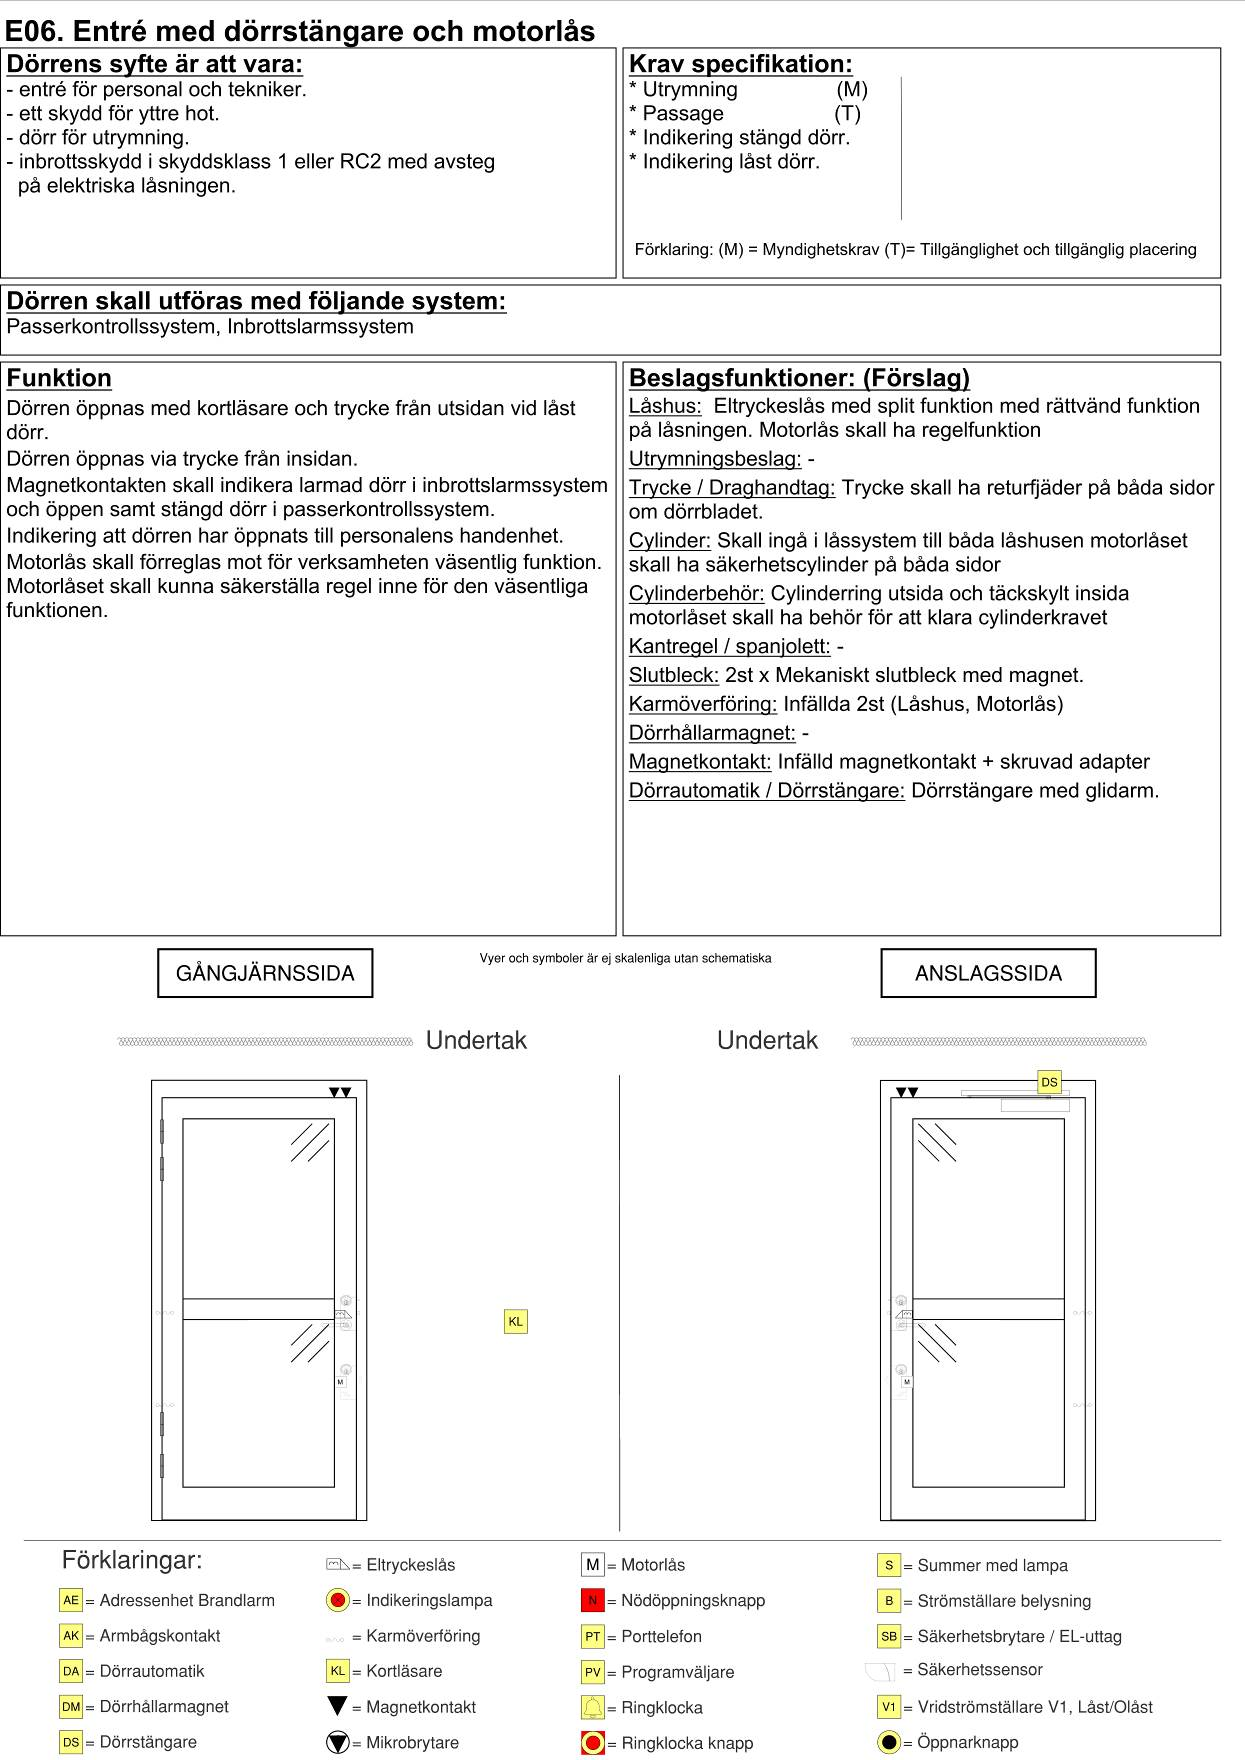 E06. Entré med dörrstängare och motorlås
Dörrens syfte är att vara:
- entré för personal och tekniker.
- ett skydd för yttre hot.
- dörr för utrymning.
- inbrottsskydd i skyddsklass 1 eller RC2 med avsteg
på elektriska låsningen.
Krav specifikation:
* Utrymning (M)
* Passage (T)
* Indikering stängd dörr.
* Indikering låst dörr.
Förklaring: (M) = Myndighetskrav (T)= Tillgänglighet och tillgänglig placering
Dörren skall utföras med följande system:
Passerkontrollssystem, Inbrottslarmssystem
Funktion
Dörren öppnas med kortläsare och trycke från utsidan vid låst
dörr.
Dörren öppnas via trycke från insidan.
Magnetkontakten skall indikera larmad dörr i inbrottslarmssystem
och öppen samt stängd dörr i passerkontrollssystem.
Indikering att dörren har öppnats till personalens handenhet.
Motorlås skall förreglas mot för verksamheten väsentlig funktion.
Motorlåset skall kunna säkerställa regel inne för den väsentliga
funktionen.
Beslagsfunktioner: (Förslag)
Låshus: Eltryckeslås med split funktion med rättvänd funktion
på låsningen. Motorlås skall ha regelfunktion
Utrymningsbeslag: -
Trycke / Draghandtag: Trycke skall ha returfjäder på båda sidor
om dörrbladet.
Cylinder: Skall ingå i låssystem till båda låshusen motorlåset
skall ha säkerhetscylinder på båda sidor
Cylinderbehör: Cylinderring utsida och täckskylt insida
motorlåset skall ha behör för att klara cylinderkravet
Kantregel / spanjolett: -
Slutbleck: 2st x Mekaniskt slutbleck med magnet.
Karmöverföring: Infällda 2st (Låshus, Motorlås)
Dörrhållarmagnet: -
Magnetkontakt: Infälld magnetkontakt + skruvad adapter
Dörrautomatik / Dörrstängare: Dörrstängare med glidarm.
GÅNGJÄRNSSIDA
Vyer och symboler är ej skalenliga utan schematiska
ANSLAGSSIDA
Undertak
Undertak
DS
KL
M
M
Förklaringar:
AE = Adressenhet Brandlarm
AK = Armbågskontakt
DA = Dörrautomatik
DM = Dörrhållarmagnet
DS = Dörrstängare
= Eltryckeslås
= Indikeringslampa
= Karmöverföring
KL = Kortläsare
= Magnetkontakt
= Mikrobrytare
M = Motorlås
N = Nödöppningsknapp
PT = Porttelefon
PV = Programväljare
= Ringklocka
= Ringklocka knapp
S = Summer med lampa
B = Strömställare belysning
SB = Säkerhetsbrytare / EL-uttag
= Säkerhetssensor
V1 = Vridströmställare V1, Låst/Olåst
= Öppnarknapp